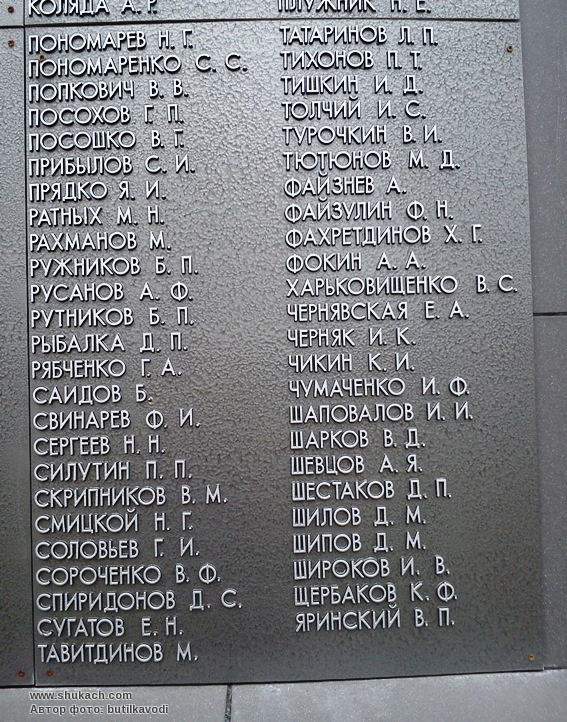 КОЛЯДА А. Р.
ПОНОМАРЕВ Н. Г.
ПОНОМАРЕНКО С. С.
ПОПКОВИЧ В. В.
ПОСОХОВ Г. П.
ПОСОШКО В. Г.
ПРИБЫЛОВ С. И.
ПРЯДКО Я. И.
РАТНЫХ М. Н.
РАХМАНОВ М.
РУЖНИКОВ Б. П.
РУСАНОВ А. Ф.
РУТНИКОВ Б. П.
РЫБАЛКА Д. П.
РЯБЧЕНКО Г. А.
САИДОВ Б.
СВИНАРЕВ Ф. И.
СЕРГЕЕВ Н. Н.
СИЛУТИН П. П.
СКРИПНИКОВ В. М.
СМИЦКОЙ Н. Г.
СОЛОВЬЕВ Г. И.
СОРОЧЕНКО В. Ф.
СПИРИДОНОВ Д. С.
СУГАТОВ Е. Н.
ТАВИТДИНОВ М.
ПЛУЖНИК Н. Е.
ТАТАРИНОВ Л. П.
ТИХОНОВ П. Т.
ТИШКИН И. Д.
ТОЛЧИЙ И. С.
ТУРОЧКИН В. И.
ТЮТЮНОВ М. Д.
ФАЙЗНЕВ А.
ФАЙЗУЛИН Ф. Н.
ФАХРЕТДИНОВ Х. Г.
ФОКИН А. А.
ХАРЬКОВИЩЕНКО В. С.
ЧЕРНЯВСКАЯ Е. А.
ЧЕРНЯК И. К.
ЧИКИН К. И.
ЧУМАЧЕНКО И. Ф.
ШАПОВАЛОВ И. И.
ШАРКОВ В. Д.
ШЕВЦОВ А. Я.
ШЕСТАКОВ Д. П.
ШИЛОВ Д. М.
ШИПОВ Д. М.
ШИРОКОВ И. В.
ЩЕРБАКОВ К. Ф.
ЯРИНСКИЙ В. П.
www.shukach.com
Автор фото: butilkavodi